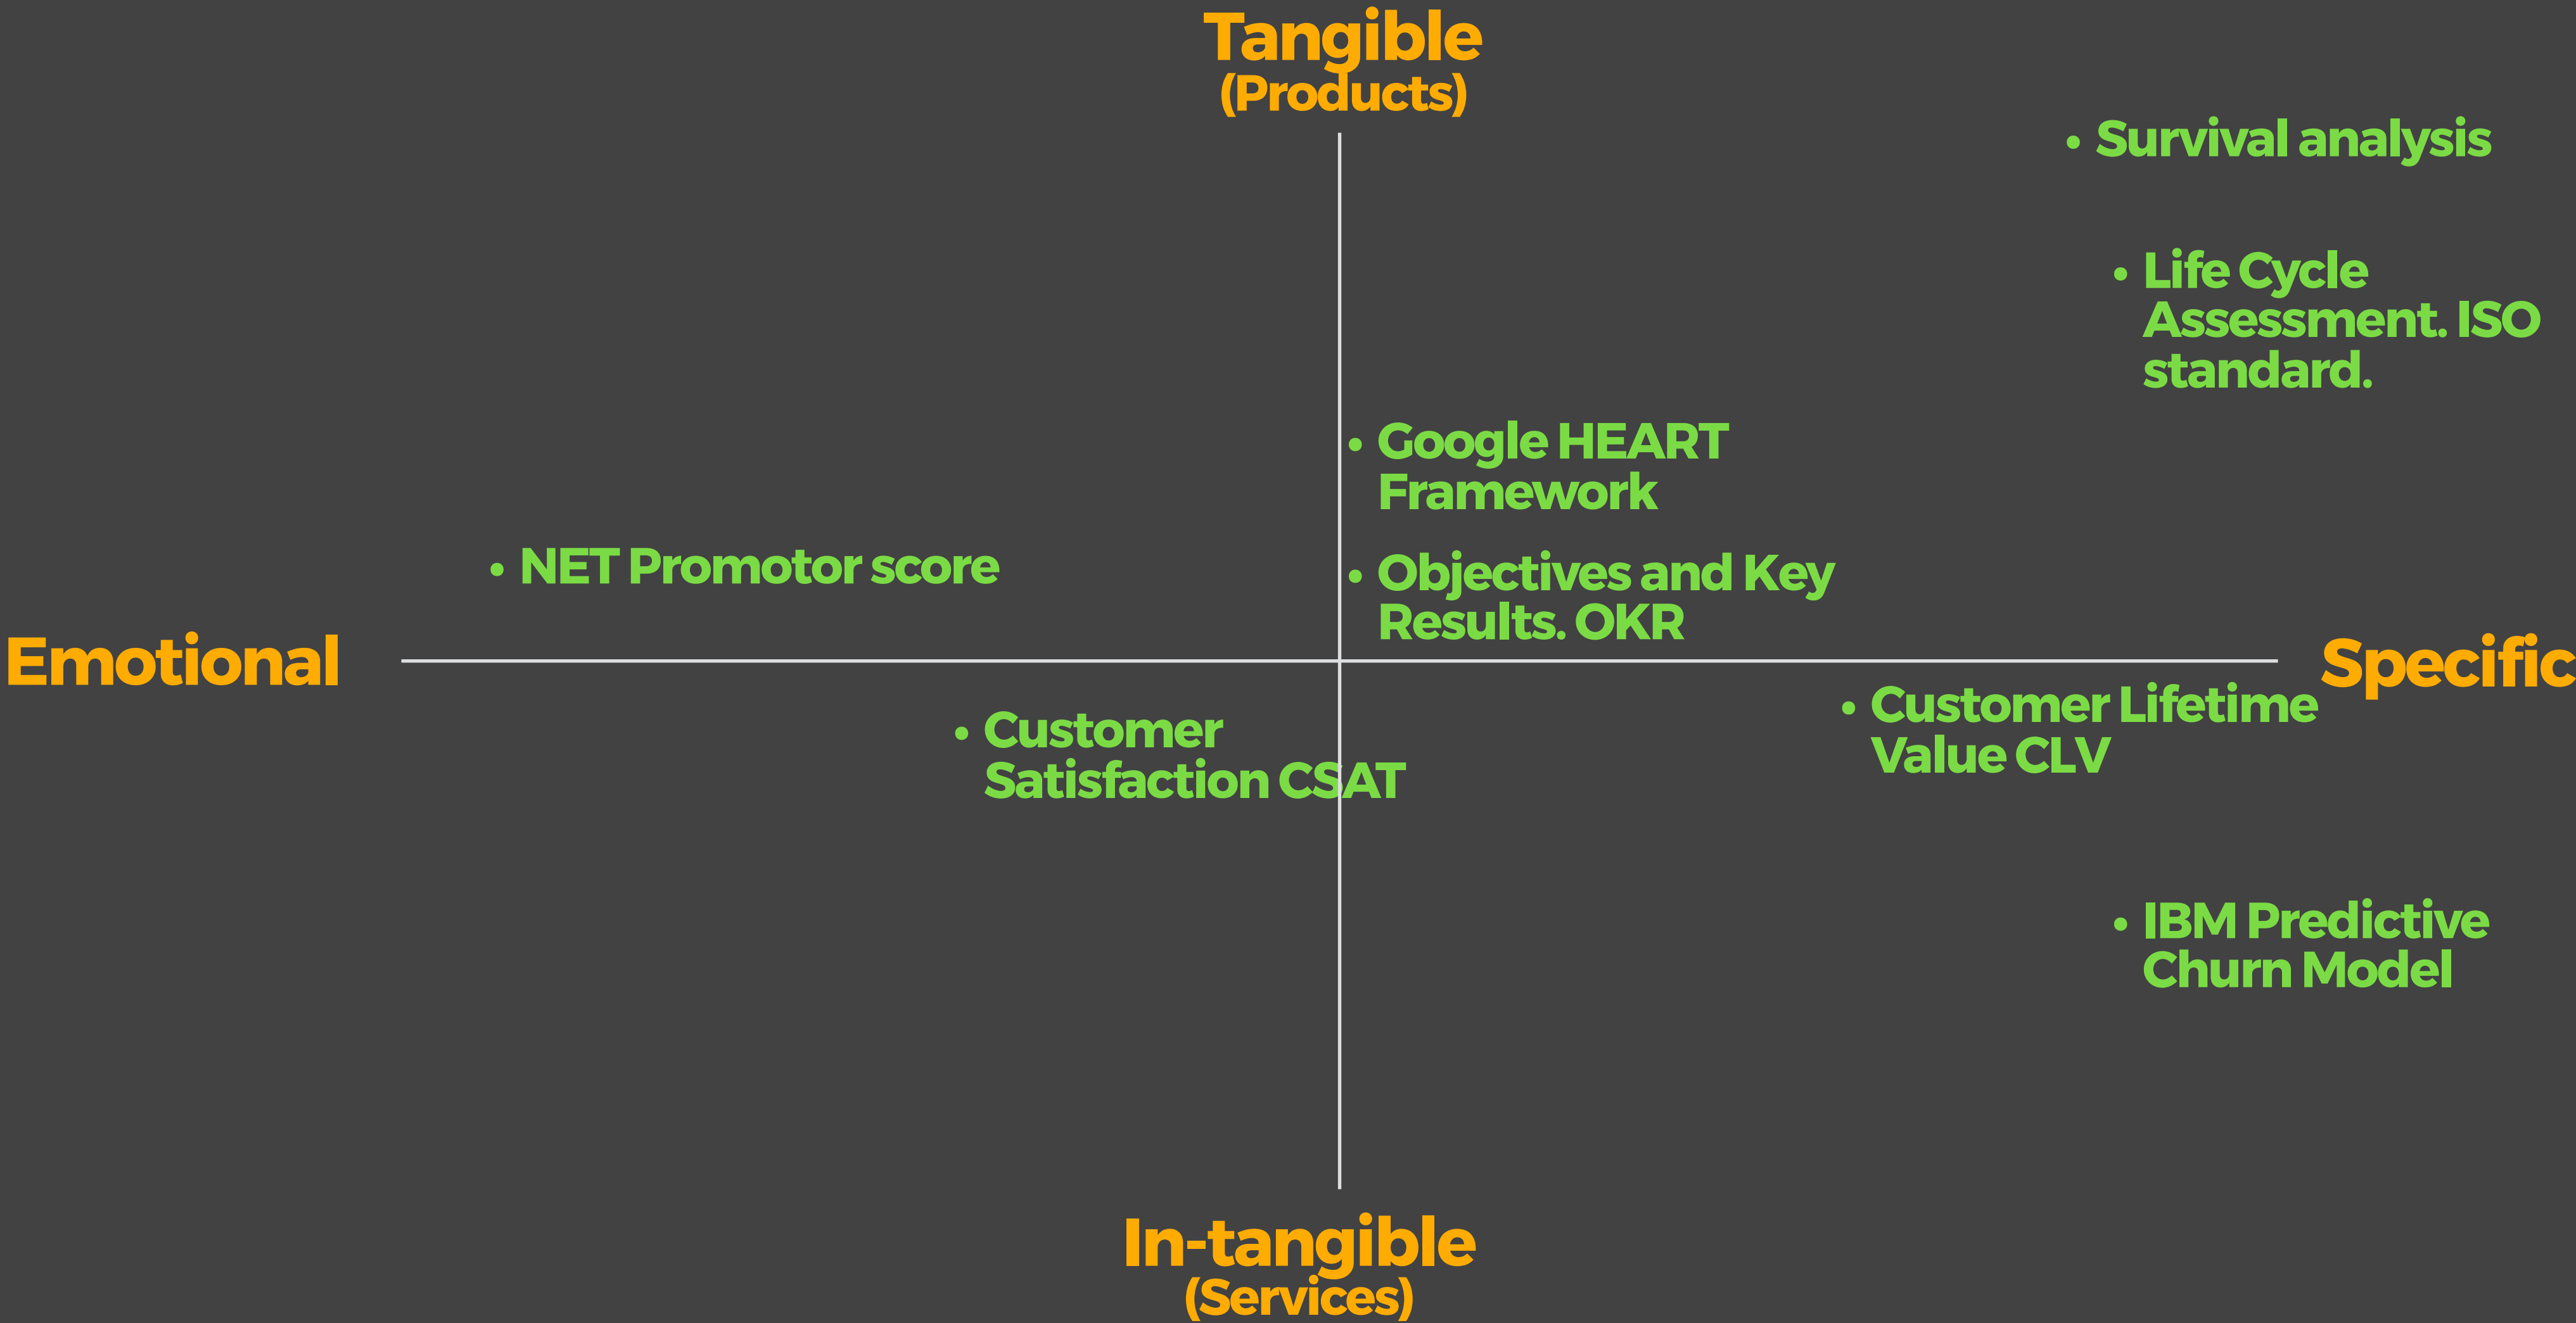 Tangible
(Products)
• Survival analysis
• Life Cycle
Assessment. ISO
standard.
• Google HEART
Framework
• NET Promotor score
• Objectives and Key
Results. OKR
Emotional
Specific
• Customer
Satisfaction CSAT
• Customer Lifetime
Value CLV
• IBM Predictive
Churn Model
In-tangible
(Services)